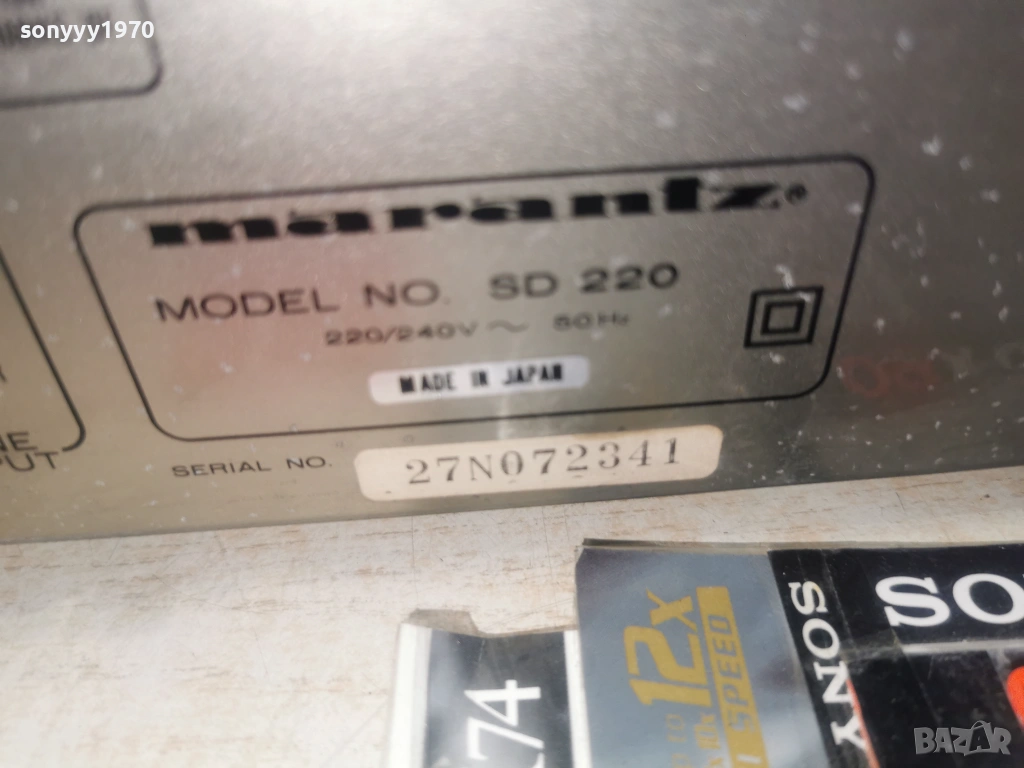 sonyyy1970
marantz®
MODEL NO. SD 220
220/240V ~ 50Hz
MADE IN JAPAN
SERIAL NO. 27N072341
12x
SPEED
SONY
SO
74
BAZAR